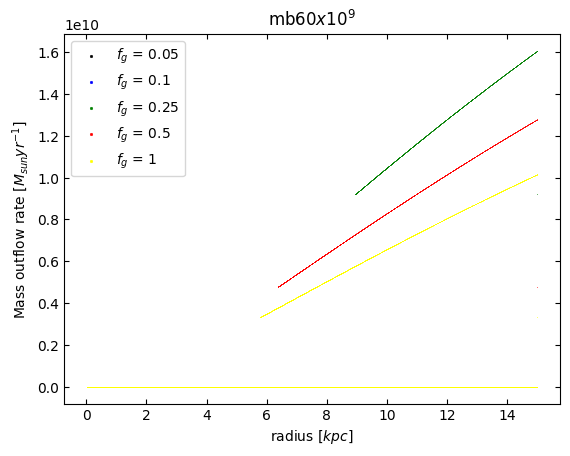 mb60x10⁹
1e10
f_g = 0.05
f_g = 0.1
f_g = 0.25
f_g = 0.5
f_g = 1
Mass outflow rate [M_sun yr⁻¹]
1.6
1.4
1.2
1.0
0.8
0.6
0.4
0.2
0.0
0 2 4 6 8 10 12 14
radius [kpc]